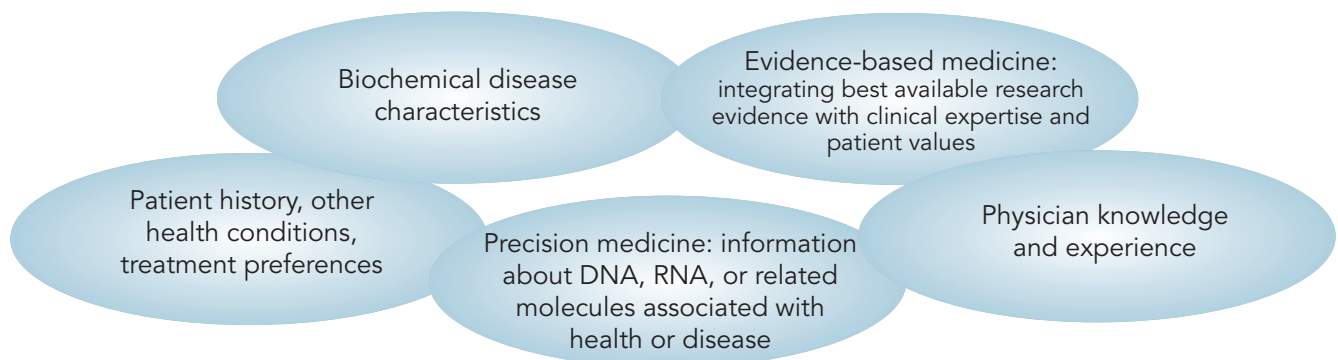 Biochemical disease
characteristics
Evidence-based medicine:
integrating best available research
evidence with clinical expertise and
patient values
Patient history, other
health conditions,
treatment preferences
Precision medicine: information
about DNA, RNA, or related
molecules associated with
health or disease
Physician knowledge
and experience